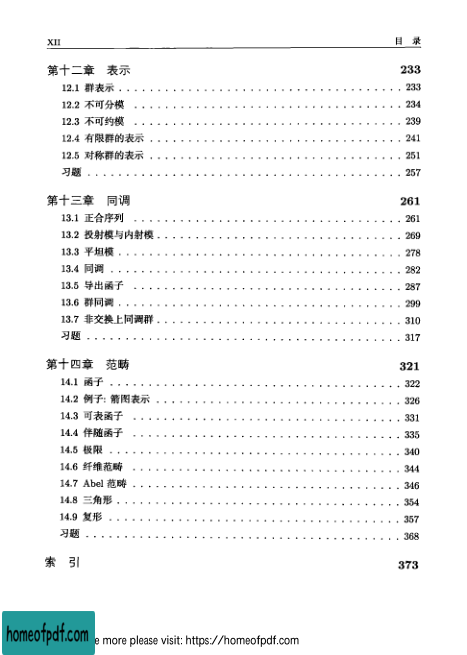 XII 目 录
第十二章 表示 233
12.1 群表示 233
12.2 不可分模 234
12.3 不可约模 239
12.4 有限群的表示 241
12.5 对称群的表示 251
习题 257
第十三章 同调 261
13.1 正合序列 261
13.2 投射模与内射模 269
13.3 平坦模 278
13.4 同调 282
13.5 导出函子 287
13.6 群同调 299
13.7 非交换上同调群 310
习题 317
第十四章 范畴 321
14.1 函子 322
14.2 例子: 箭图表示 326
14.3 可表函子 331
14.4 伴随函子 335
14.5 极限 340
14.6 纤维范畴 344
14.7 Abel 范畴 346
14.8 三角形 354
14.9 复形 357
习题 368
索 引 373
homeofpdf.com e more please visit: https://homeofpdf.com